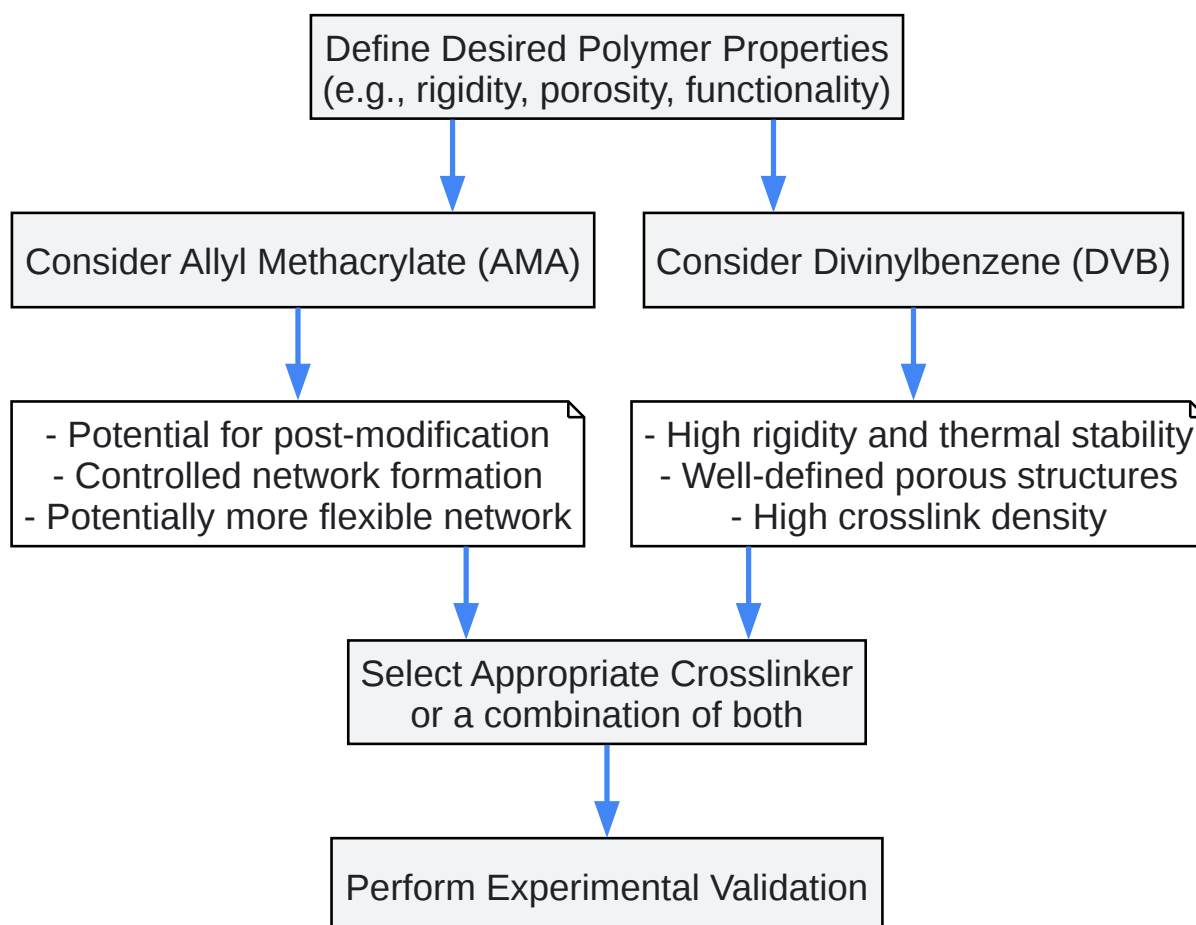 Define Desired Polymer Properties
(e.g., rigidity, porosity, functionality)
Consider Allyl Methacrylate (AMA)
Consider Divinylbenzene (DVB)
- Potential for post-modification
- Controlled network formation
- Potentially more flexible network
- High rigidity and thermal stability
- Well-defined porous structures
- High crosslink density
Select Appropriate Crosslinker
or a combination of both
Perform Experimental Validation